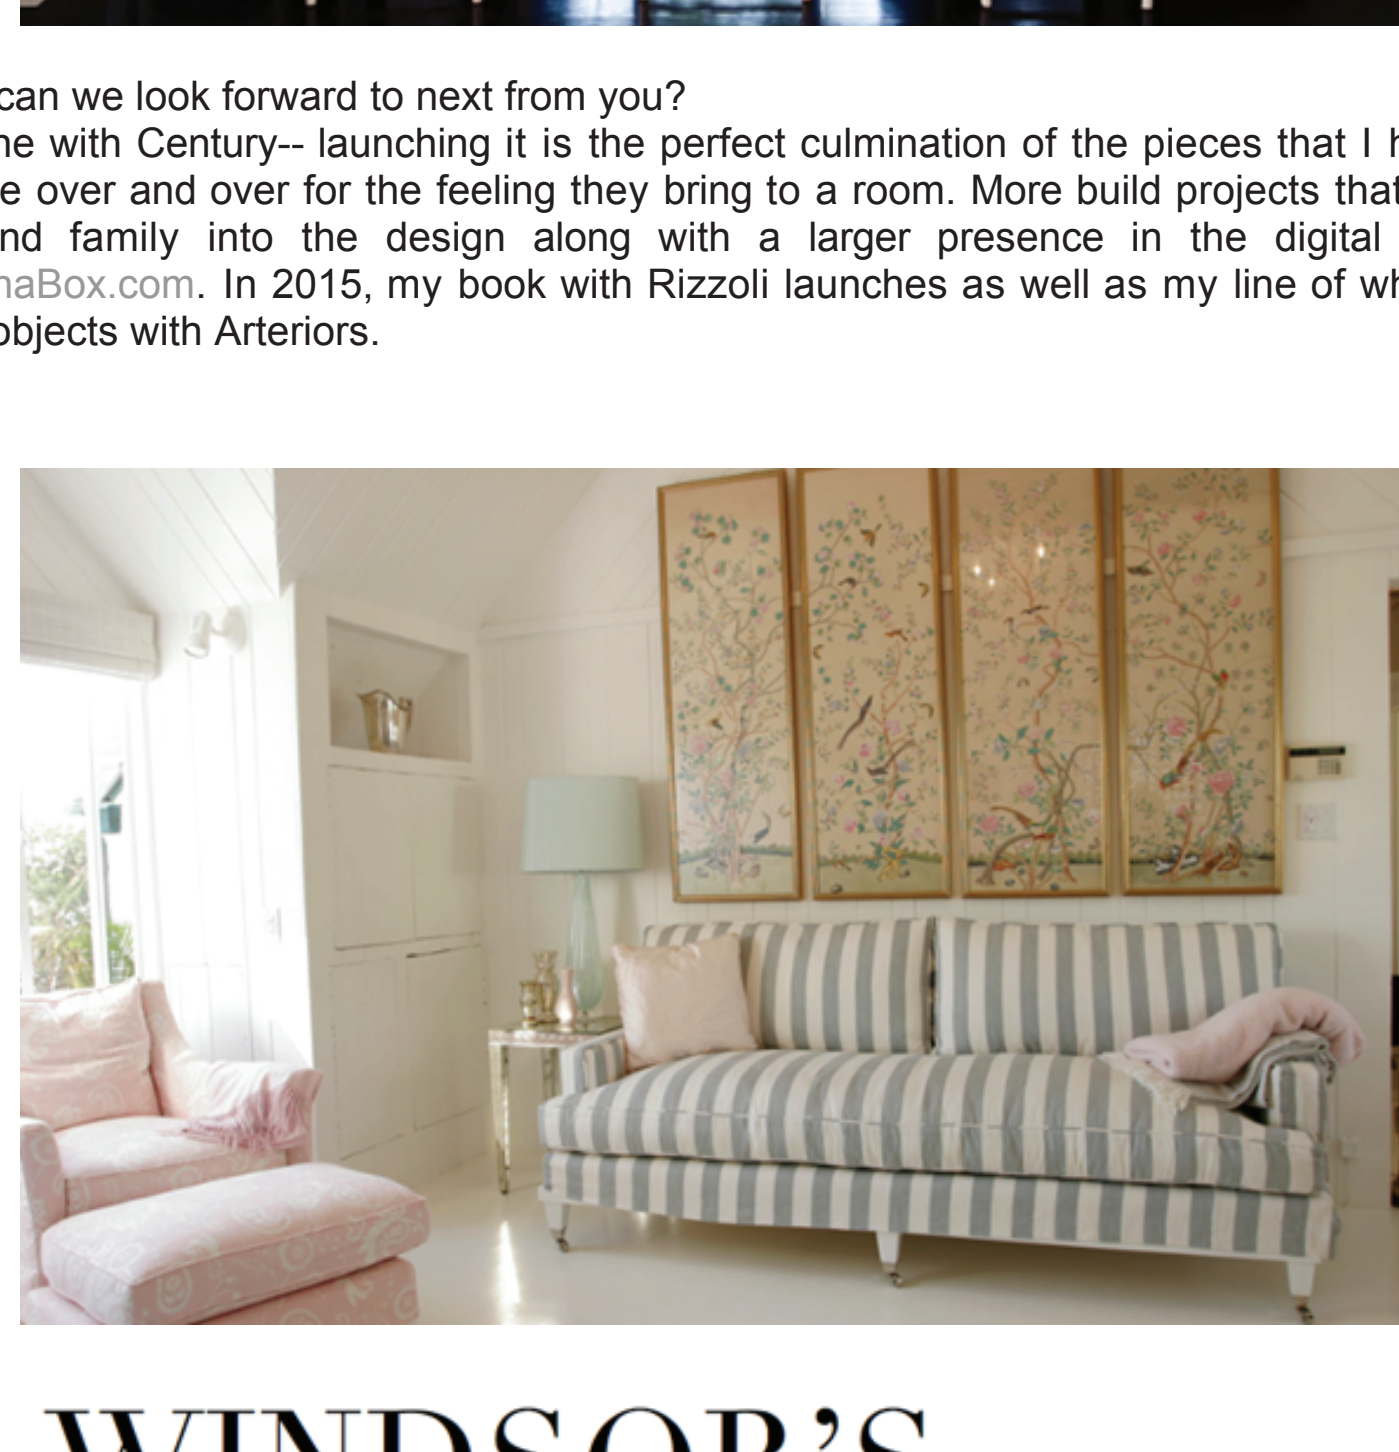 can we look forward to next from you?
ne with Century-- launching it is the perfect culmination of the pieces that I h
e over and over for the feeling they bring to a room. More build projects that
nd family into the design along with a larger presence in the digital
naBox.com. In 2015, my book with Rizzoli launches as well as my line of wh
objects with Arteriors.
WINDSOR'S